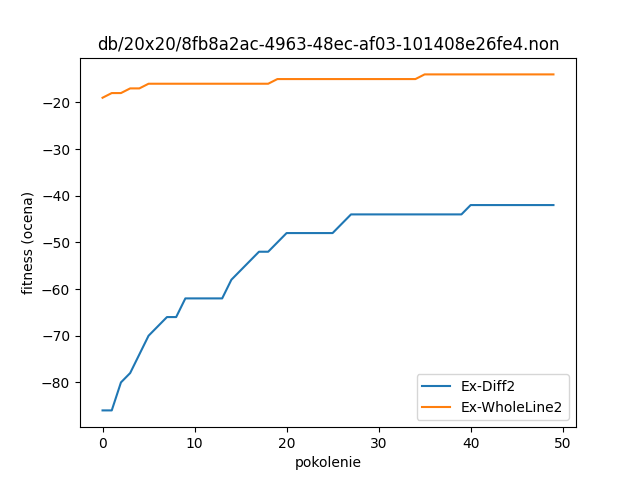 db/20x20/8fb8a2ac-4963-48ec-af03-101408e26fe4.non
fitness (ocena)
−20
−30
−40
−50
−60
−70
−80
0 10 20 30 40 50
pokolenie
Ex-Diff2
Ex-WholeLine2